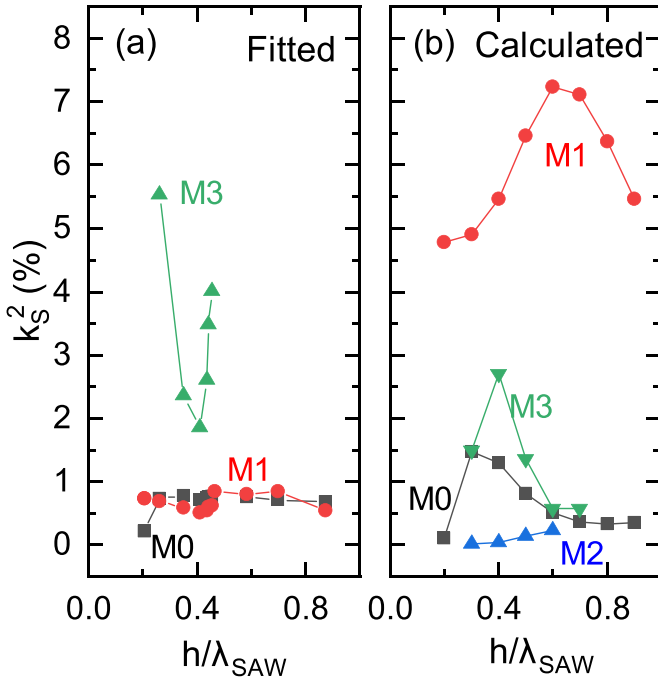 (a)
Fitted
M3
M1
M0
k_S^2 (%)
8
7
6
5
4
3
2
1
0
0.0
0.4
0.8
h/λ_SAW
(b)
Calculated
M1
M3
M0
M2
0.0
0.4
0.8
h/λ_SAW